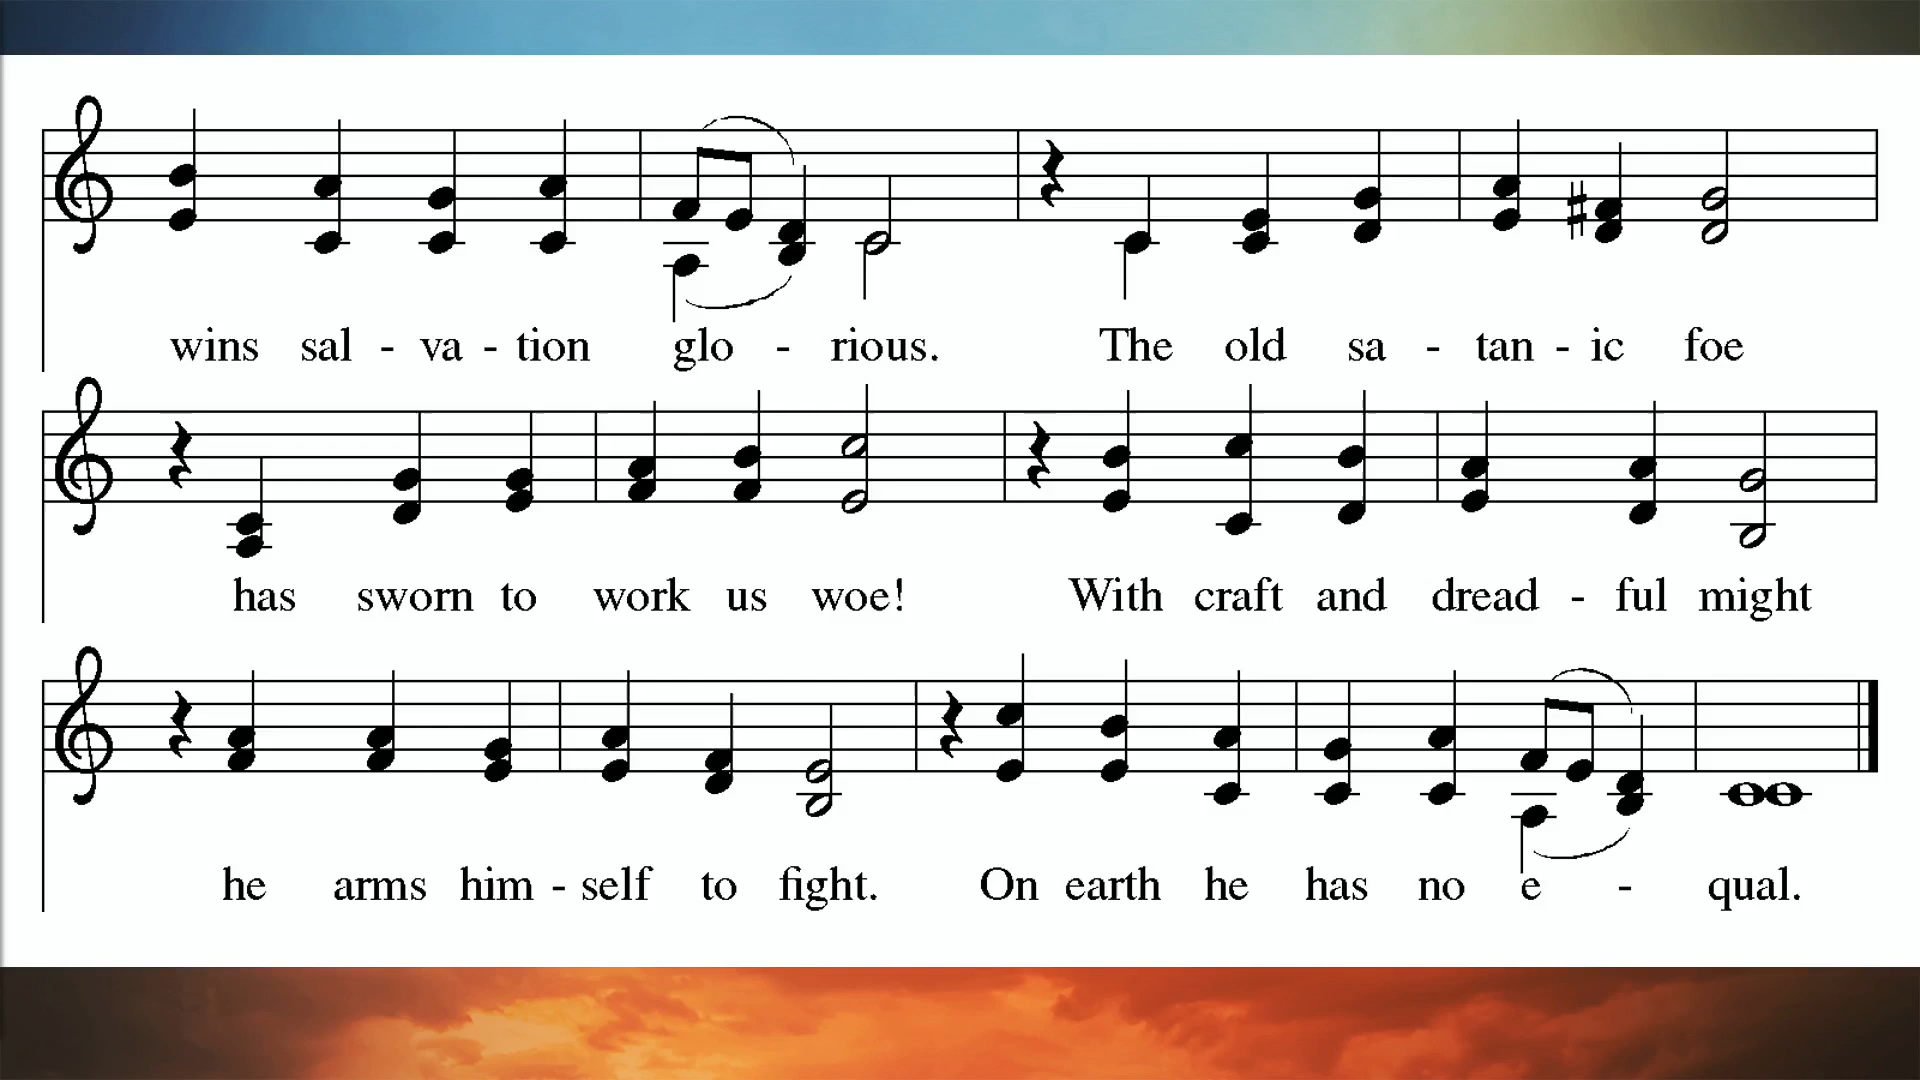 wins sal - va - tion glo - rious. The old sa - tan - ic foe
has sworn to work us woe! With craft and dread - ful might
he arms him - self to fight. On earth he has no e - qual.